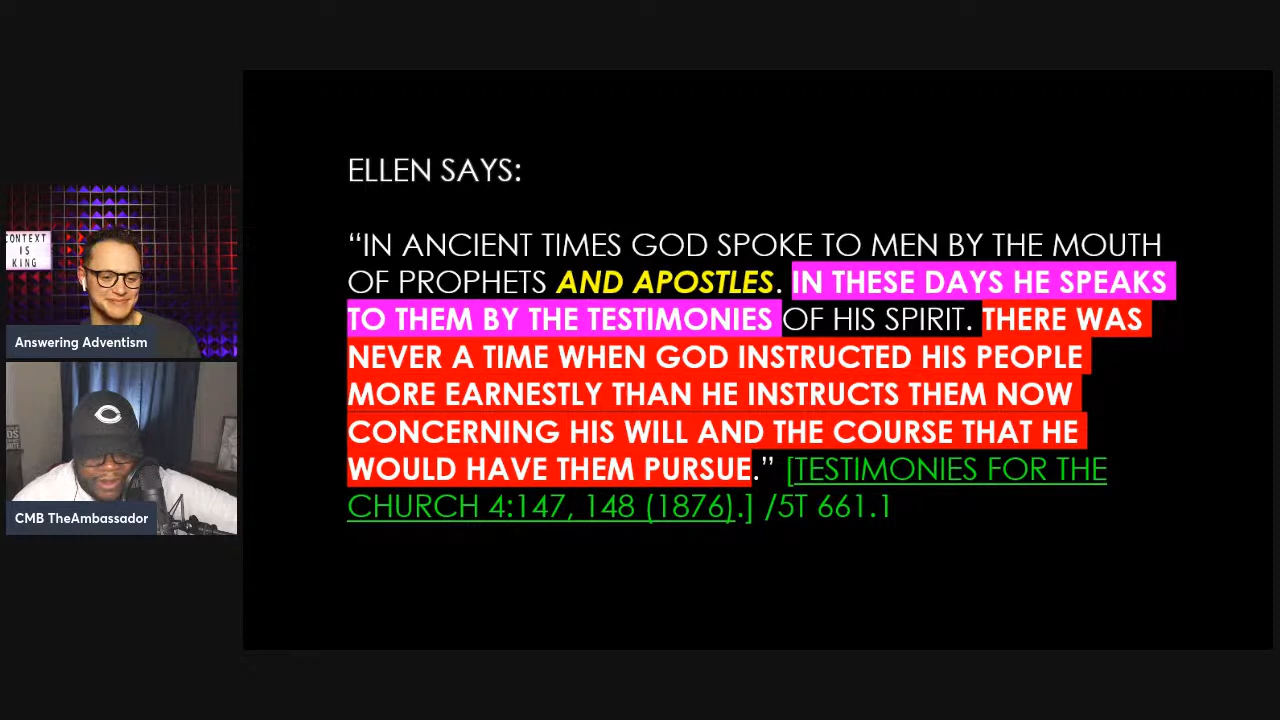 ELLEN SAYS:
“IN ANCIENT TIMES GOD SPOKE TO MEN BY THE MOUTH
OF PROPHETS AND APOSTLES. IN THESE DAYS HE SPEAKS
TO THEM BY THE TESTIMONIES OF HIS SPIRIT. THERE WAS
NEVER A TIME WHEN GOD INSTRUCTED HIS PEOPLE
MORE EARNESTLY THAN HE INSTRUCTS THEM NOW
CONCERNING HIS WILL AND THE COURSE THAT HE
WOULD HAVE THEM PURSUE.” [TESTIMONIES FOR THE
CHURCH 4:147, 148 (1876).] /5T 661.1
CONTEXT
IS
KING
Answering Adventism
C
CMB TheAmbassador